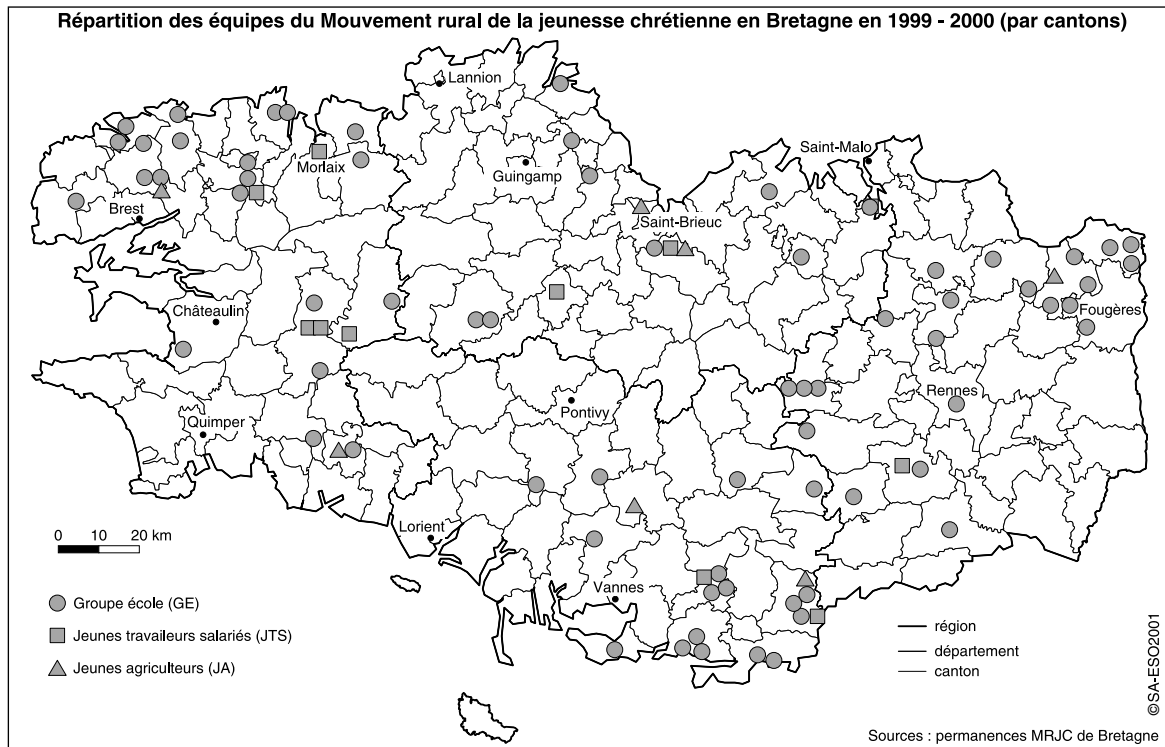 Répartition des équipes du Mouvement rural de la jeunesse chrétienne en Bretagne en 1999 - 2000 (par cantons)
Lannion
Morlaix
Guingamp
Saint-Malo
Brest
Saint-Brieuc
Châteaulin
Fougères
Rennes
Pontivy
Quimper
Lorient
Vannes
0 10 20 km
Groupe école (GE)
Jeunes travaileurs salariés (JTS)
Jeunes agriculteurs (JA)
région
département
canton
©SA-ESO2001
Sources : permanences MRJC de Bretagne